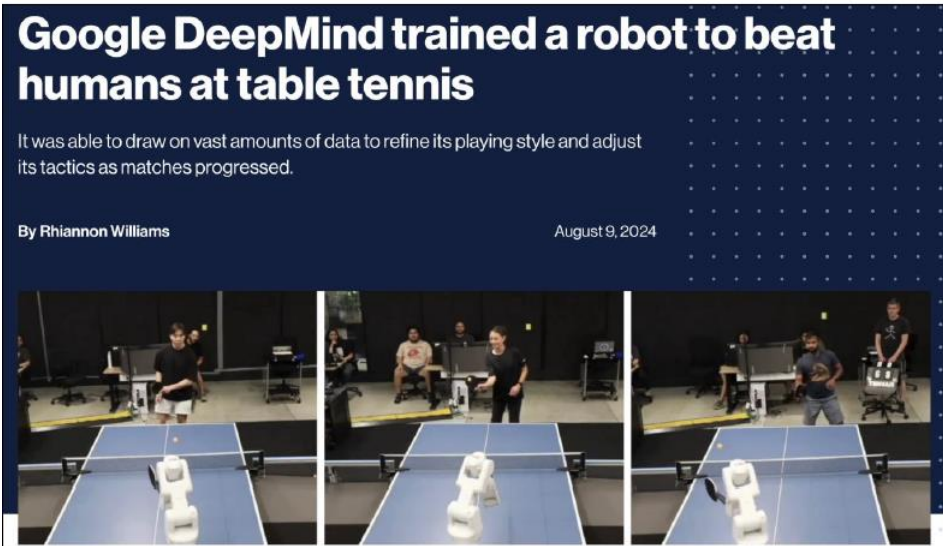 Google DeepMind trained a robot to beat
humans at table tennis
It was able to draw on vast amounts of data to refine its playing style and adjust
its tactics as matches progressed.
By Rhiannon Williams
August 9, 2024